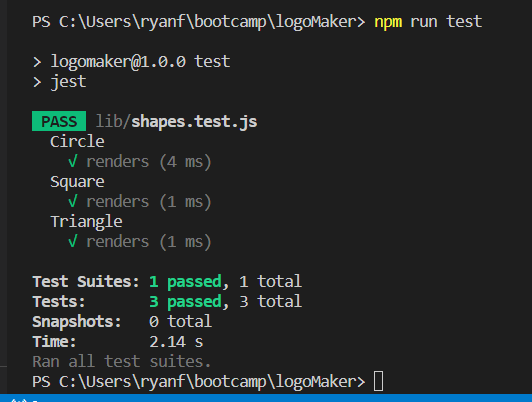 PS C:\Users\ryanf\bootcamp\logoMaker> npm run test
> logomaker@1.0.0 test
> jest
PASS lib/shapes.test.js
Circle
√ renders (4 ms)
Square
√ renders (1 ms)
Triangle
√ renders (1 ms)
Test Suites: 1 passed, 1 total
Tests: 3 passed, 3 total
Snapshots: 0 total
Time: 2.14 s
Ran all test suites.
PS C:\Users\ryanf\bootcamp\logoMaker>